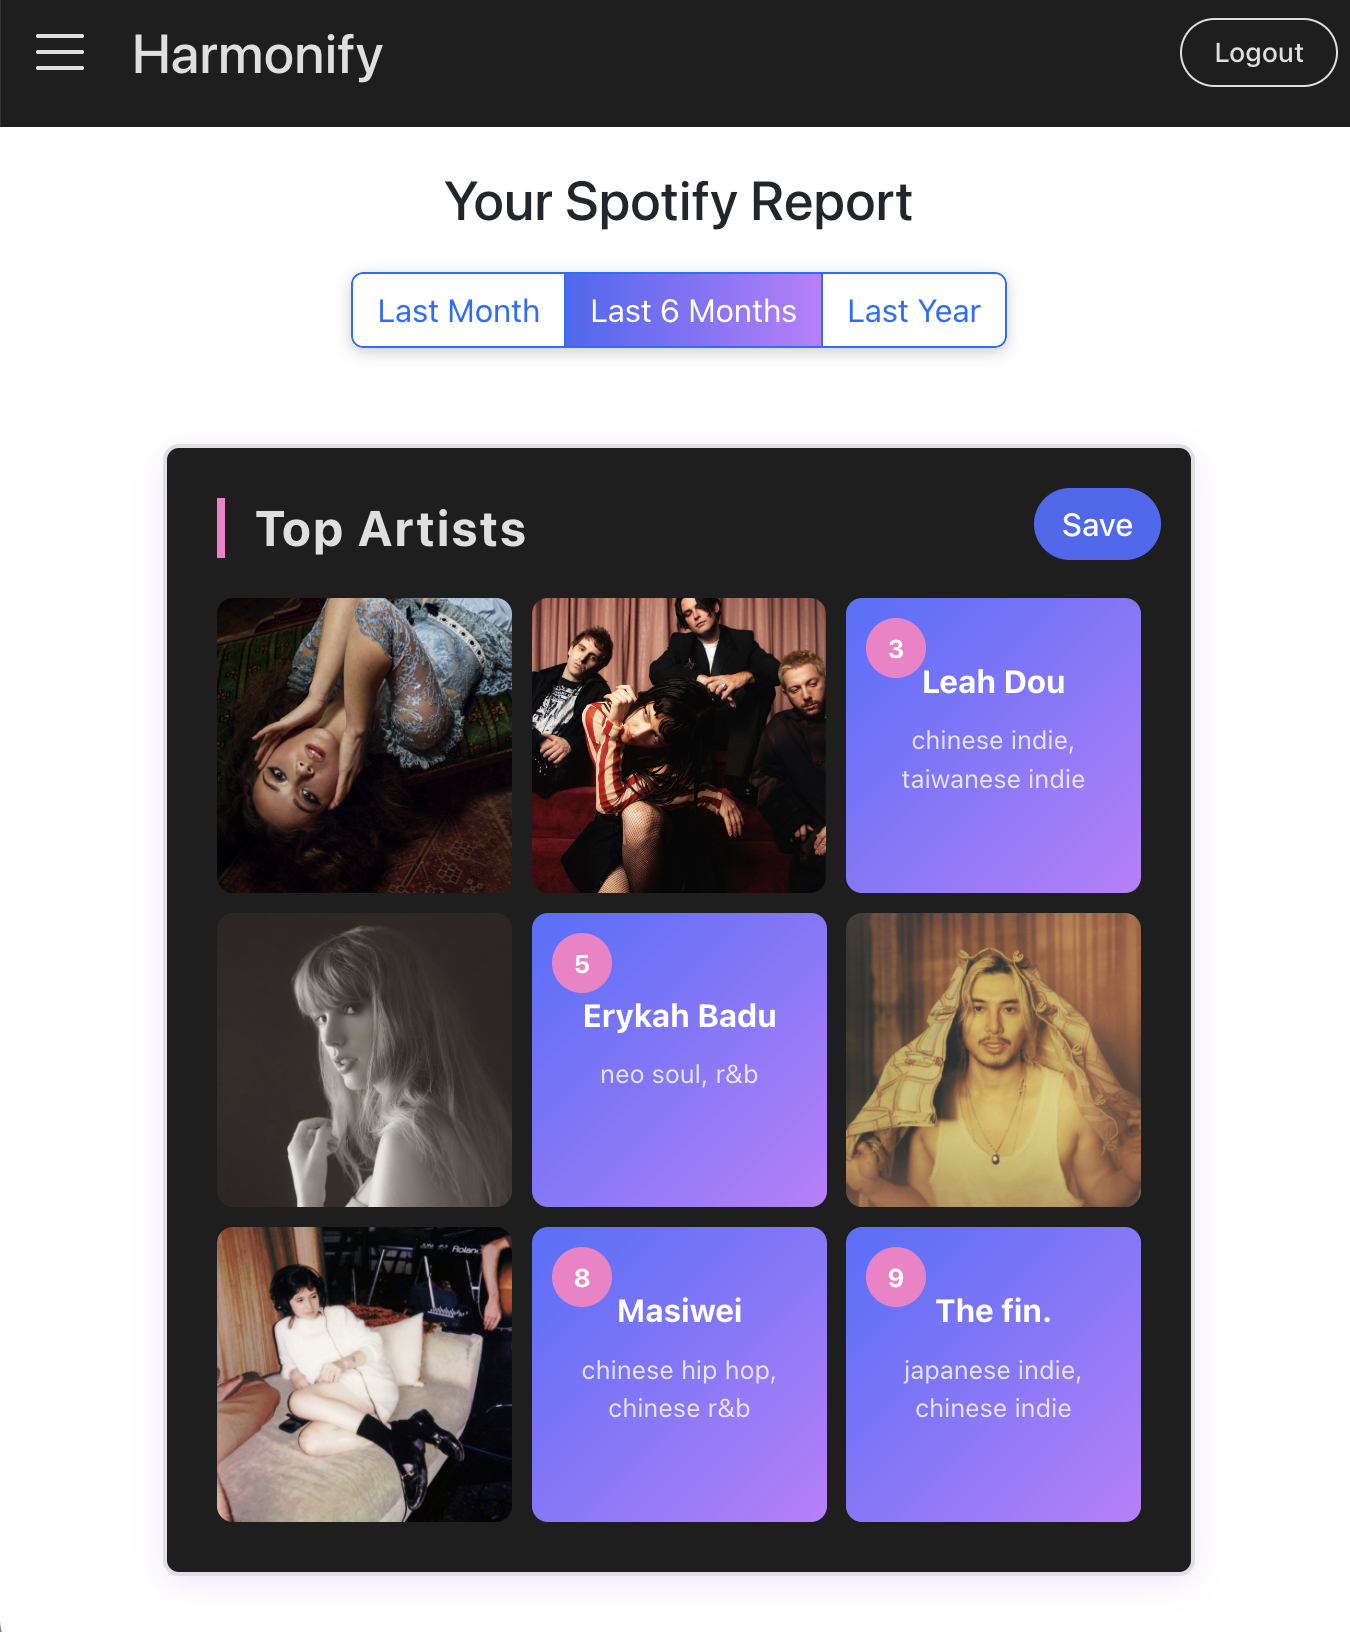 Harmonify
Logout
Your Spotify Report
Last Month
Last 6 Months
Last Year
Top Artists
Save
3
Leah Dou
chinese indie,
taiwanese indie
5
Erykah Badu
neo soul, r&b
Roland
8
Masiwei
chinese hip hop,
chinese r&b
9
The fin.
japanese indie,
chinese indie